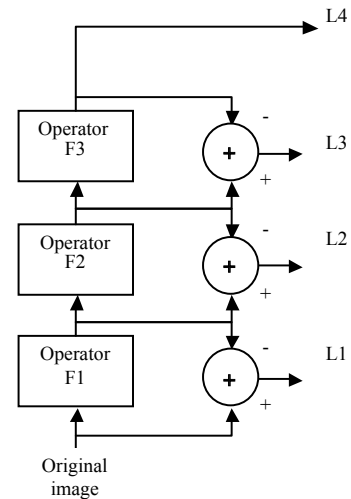 L4
Operator
F3
-
+
L3
+
Operator
F2
-
+
L2
+
Operator
F1
-
+
L1
+
Original
image